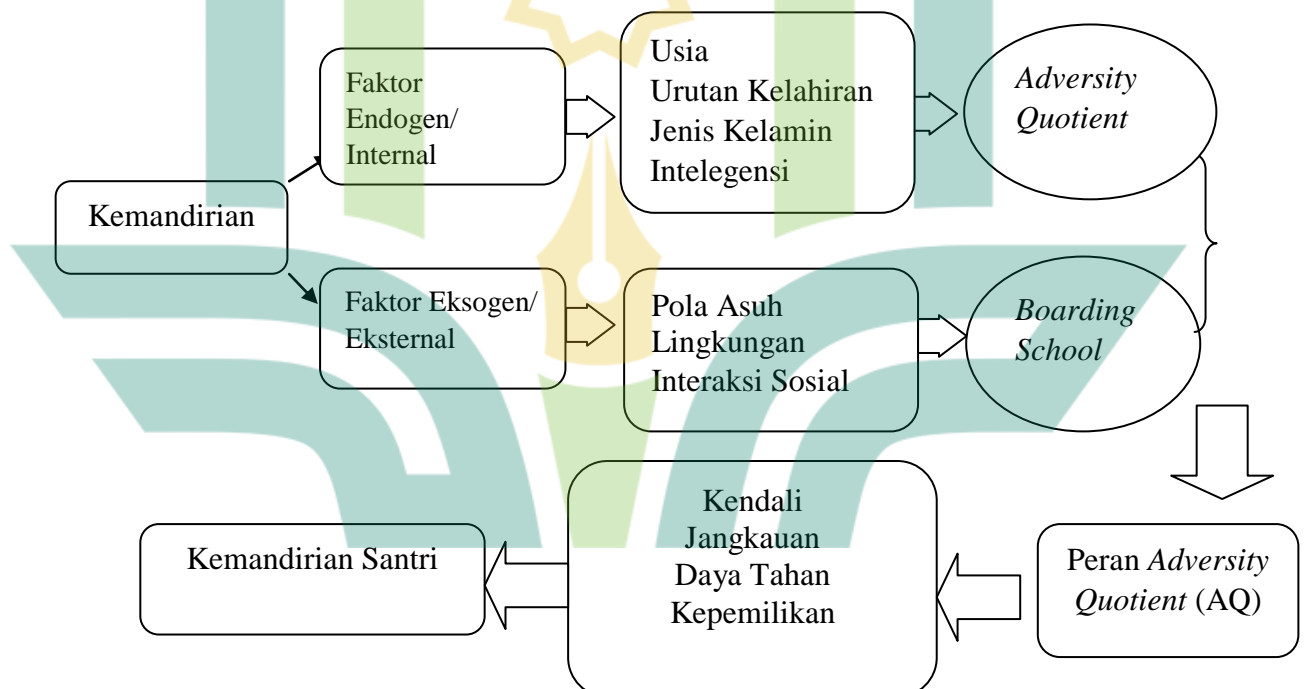 Kemandirian
Faktor
Endogen/
Internal
Usia
Urutan Kelahiran
Jenis Kelamin
Intelegensi
Adversity
Quotient
Faktor Eksogen/
Eksternal
Pola Asuh
Lingkungan
Interaksi Sosial
Boarding
School
Peran Adversity
Quotient (AQ)
Kendali
Jangkauan
Daya Tahan
Kepemilikan
Kemandirian Santri